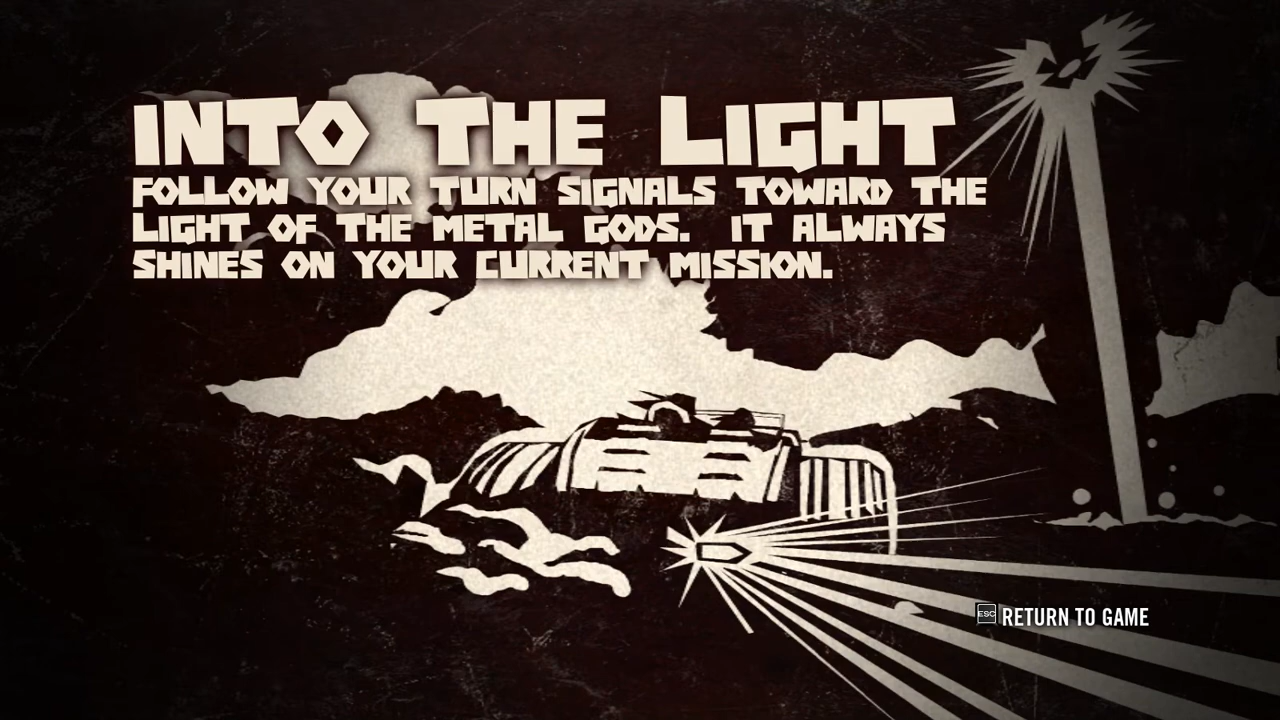 INTO THE LIGHT
FOLLOW YOUR TURN SIGNALS TOWARD THE
LIGHT OF THE METAL GODS. IT ALWAYS
SHINES ON YOUR CURRENT MISSION.
ESC RETURN TO GAME